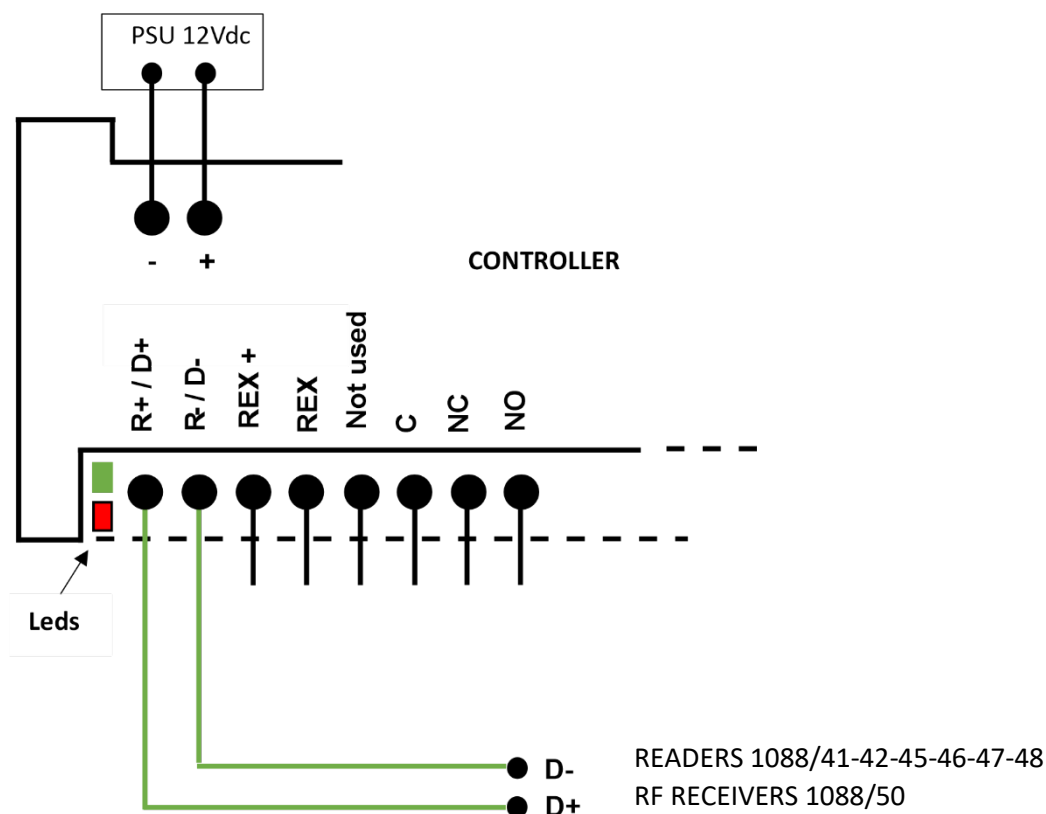 PSU 12Vdc
- +
CONTROLLER
R+ / D+
R- / D-
REX +
REX
Not used
C
NC
NO
Leds
D- READERS 1088/41-42-45-46-47-48
D+ RF RECEIVERS 1088/50